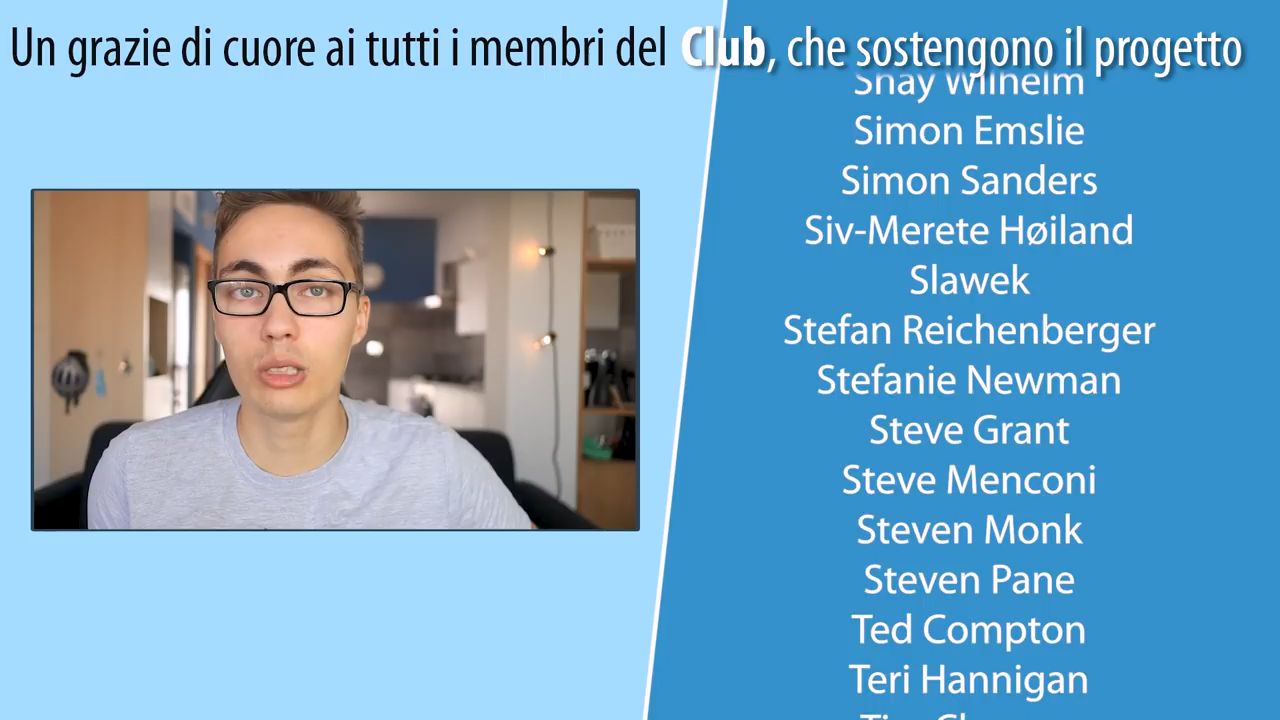 Un grazie di cuore ai tutti i membri del Club, che sostengono il progetto
Shay Wilhelm
Simon Emslie
Simon Sanders
Siv-Merete Høiland
Slawek
Stefan Reichenberger
Stefanie Newman
Steve Grant
Steve Menconi
Steven Monk
Steven Pane
Ted Compton
Teri Hannigan